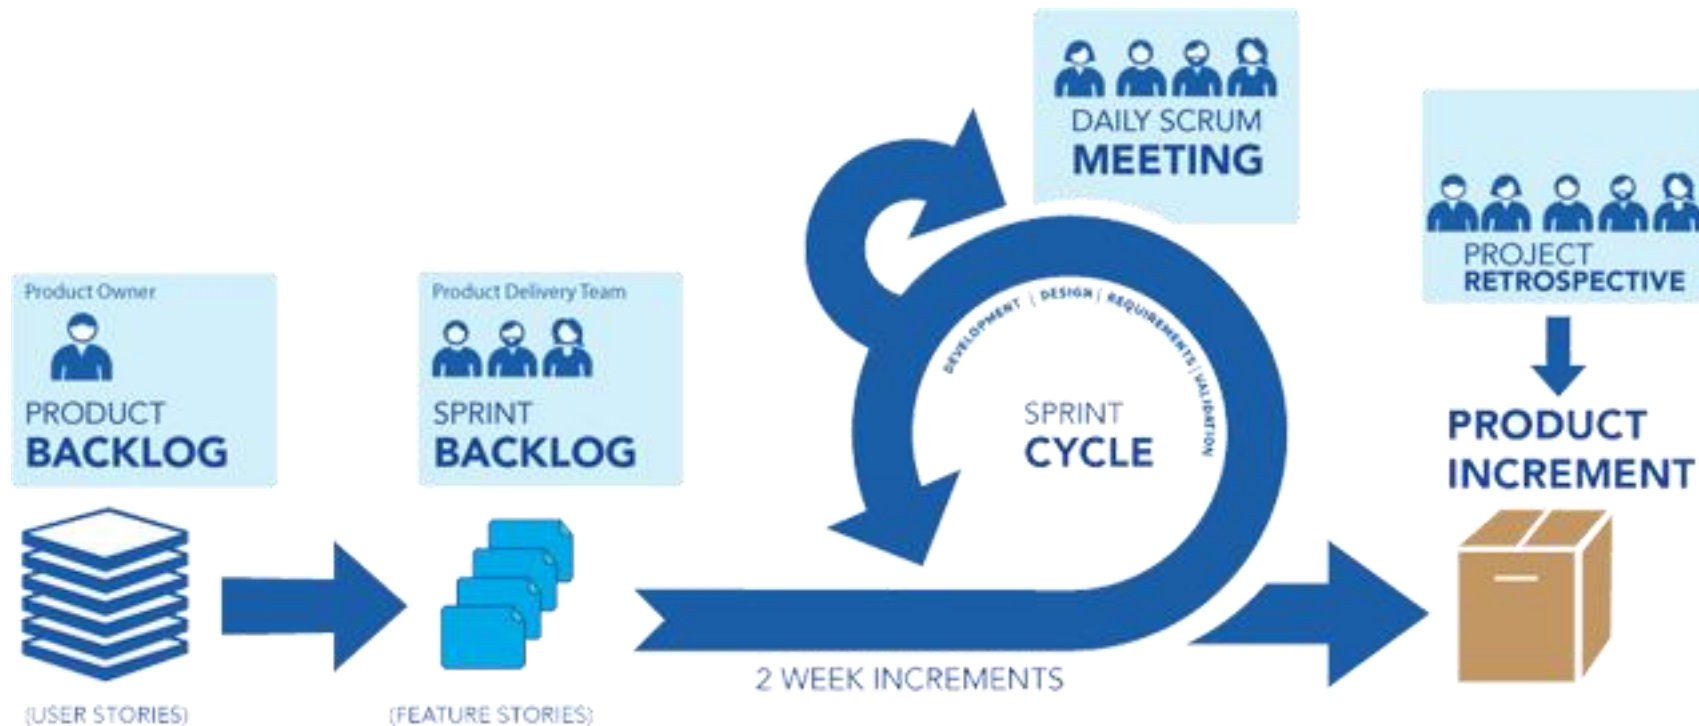 Product Owner
PRODUCT
BACKLOG
(USER STORIES)
Product Delivery Team
SPRINT
BACKLOG
(FEATURE STORIES)
DAILY SCRUM
MEETING
DEVELOPMENT | DESIGN | REQUIREMENTS | VALIDATION
SPRINT
CYCLE
2 WEEK INCREMENTS
PROJECT
RETROSPECTIVE
PRODUCT
INCREMENT